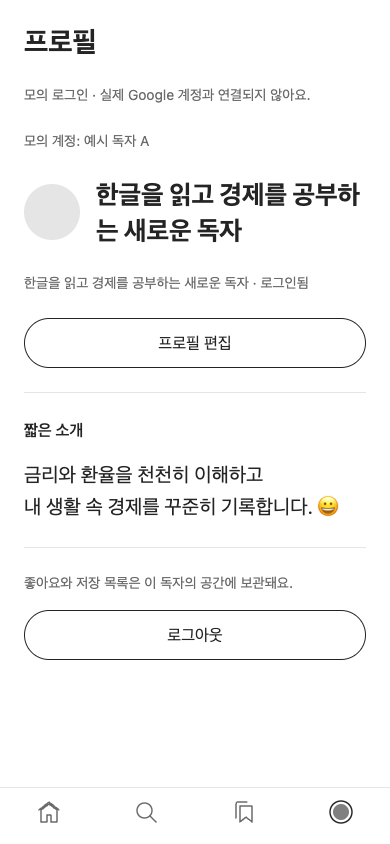 프로필
모의 로그인 · 실제 Google 계정과 연결되지 않아요.
모의 계정: 예시 독자 A
한글을 읽고 경제를 공부하
는 새로운 독자
한글을 읽고 경제를 공부하는 새로운 독자 · 로그인됨
프로필 편집
짧은 소개
금리와 환율을 천천히 이해하고
내 생활 속 경제를 꾸준히 기록합니다. 😀
좋아요와 저장 목록은 이 독자의 공간에 보관돼요.
로그아웃